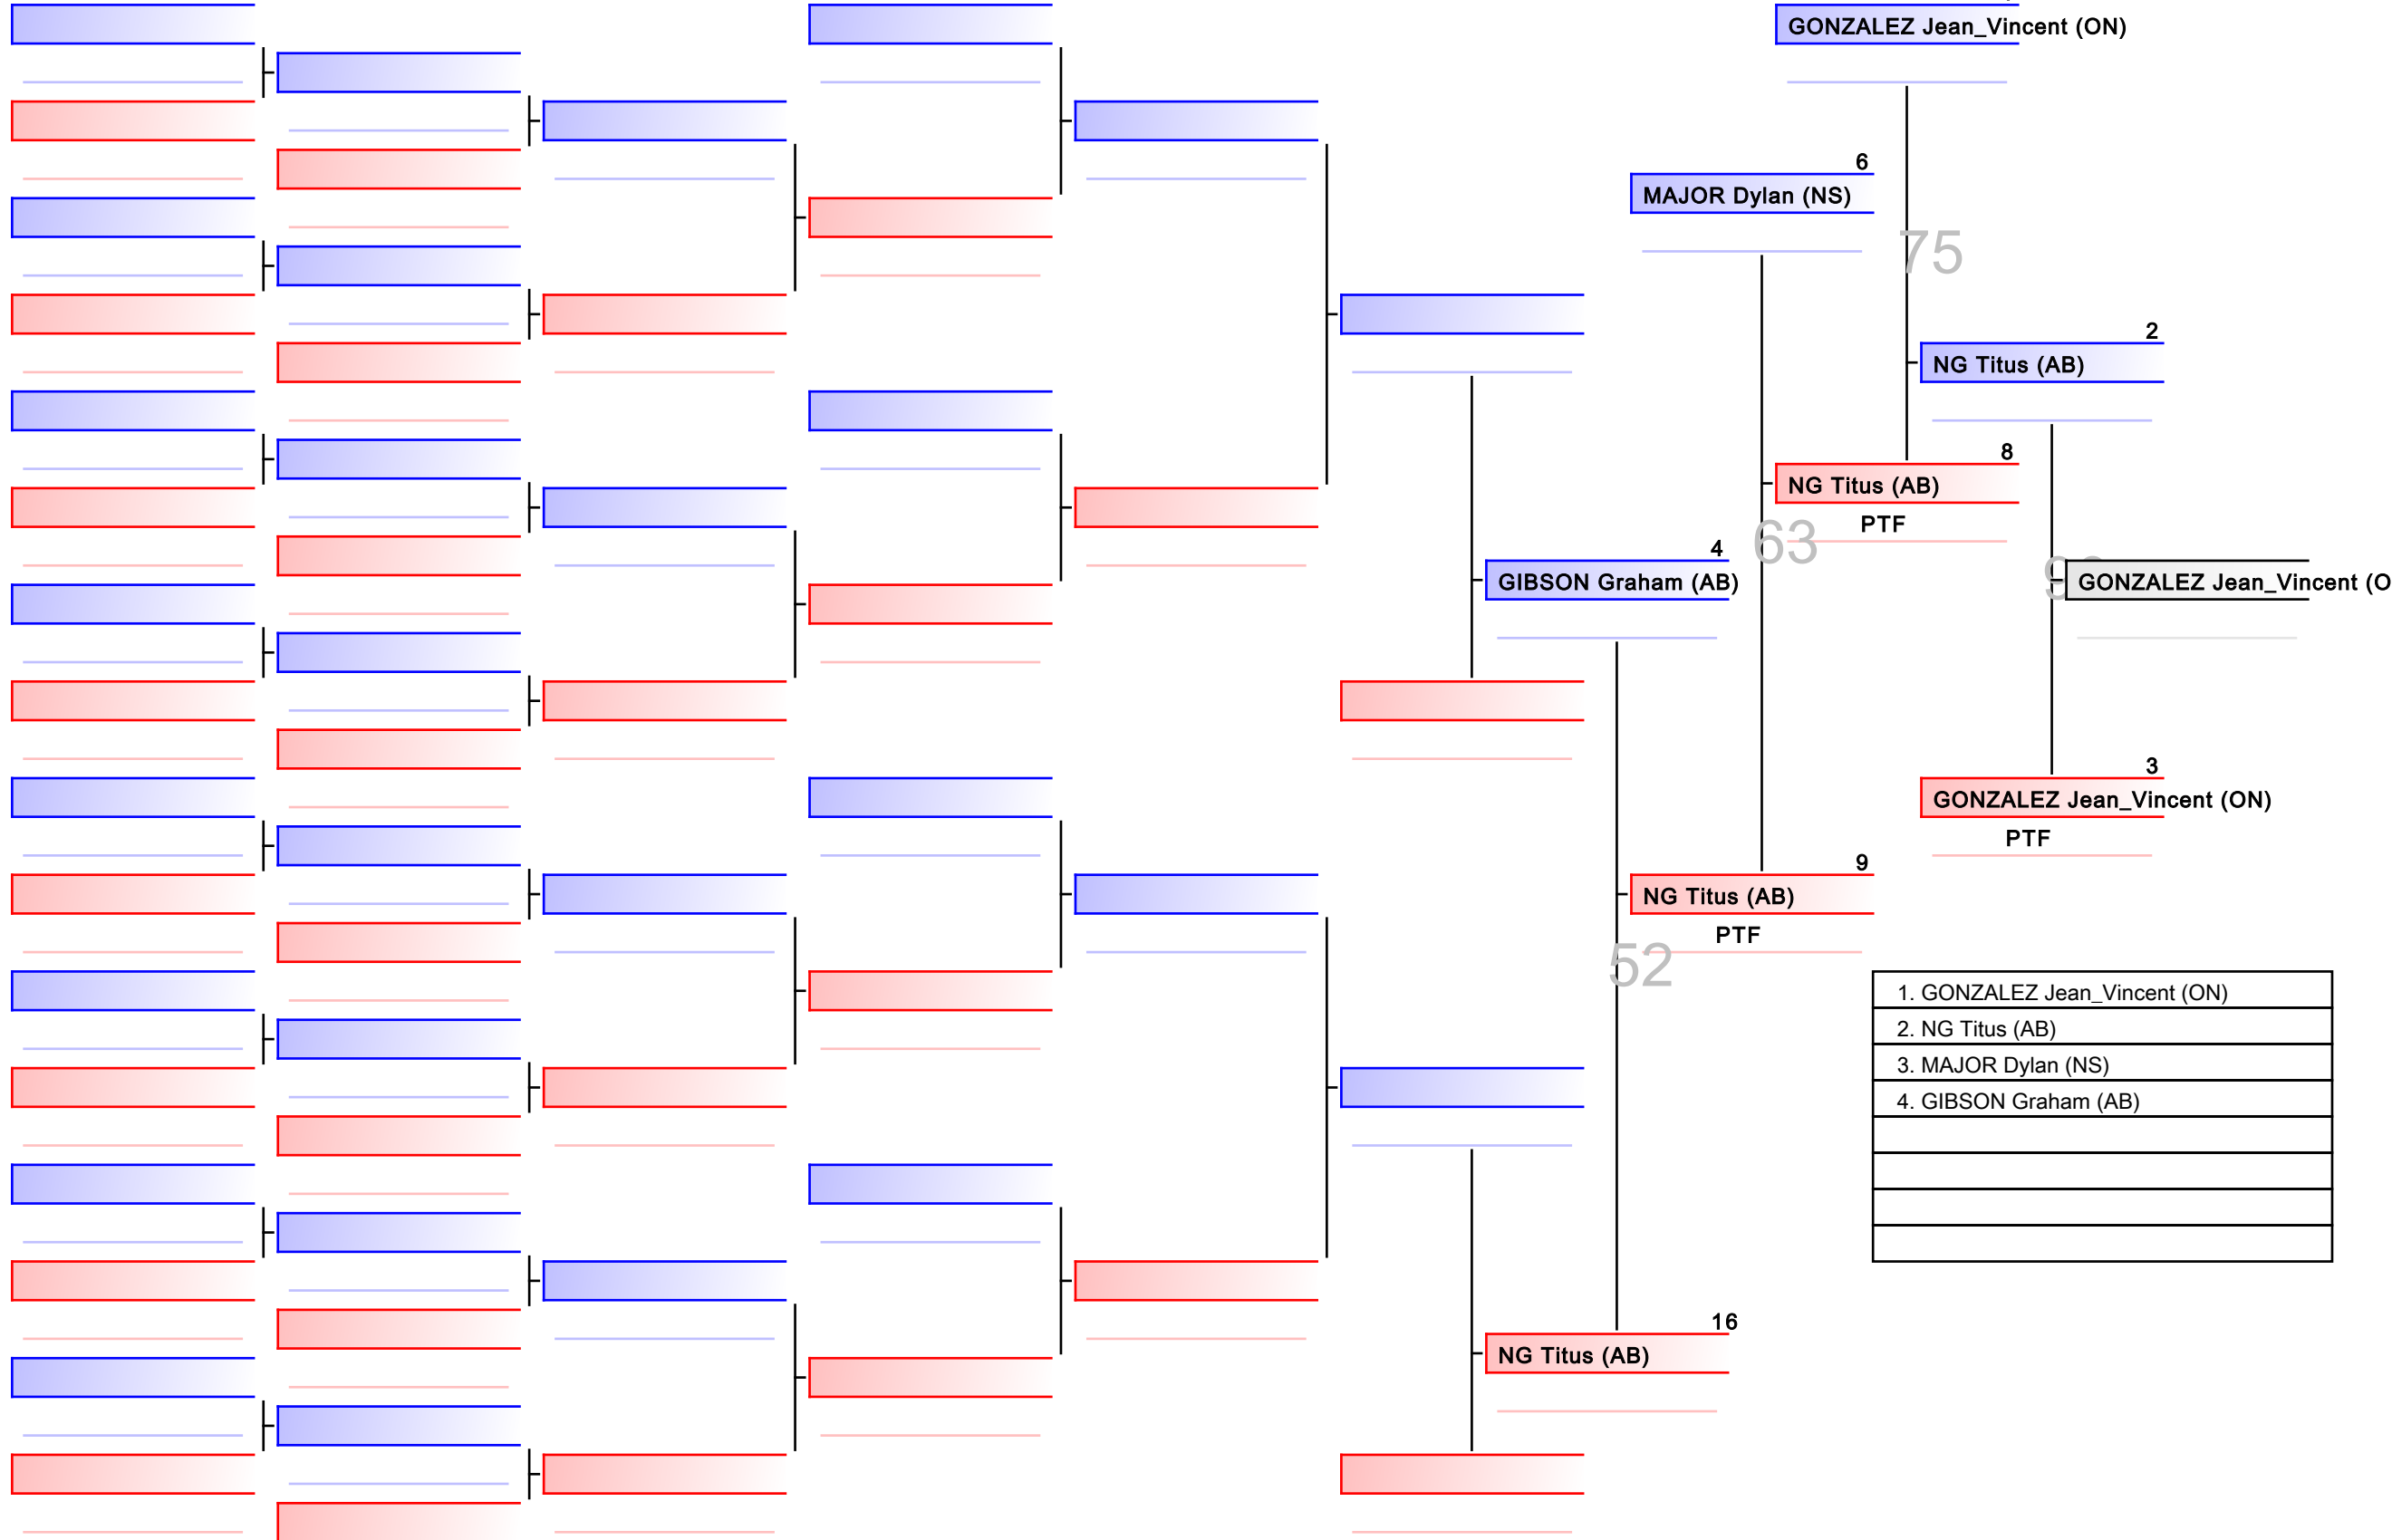 GONZALEZ Jean_Vincent (ON)
6
MAJOR Dylan (NS)
75
2
NG Titus (AB)
8
NG Titus (AB)
PTF
63
4
GIBSON Graham (AB)
GONZALEZ Jean_Vincent (O
3
GONZALEZ Jean_Vincent (ON)
PTF
9
NG Titus (AB)
PTF
52
1. GONZALEZ Jean_Vincent (ON)
2. NG Titus (AB)
3. MAJOR Dylan (NS)
4. GIBSON Graham (AB)
16
NG Titus (AB)